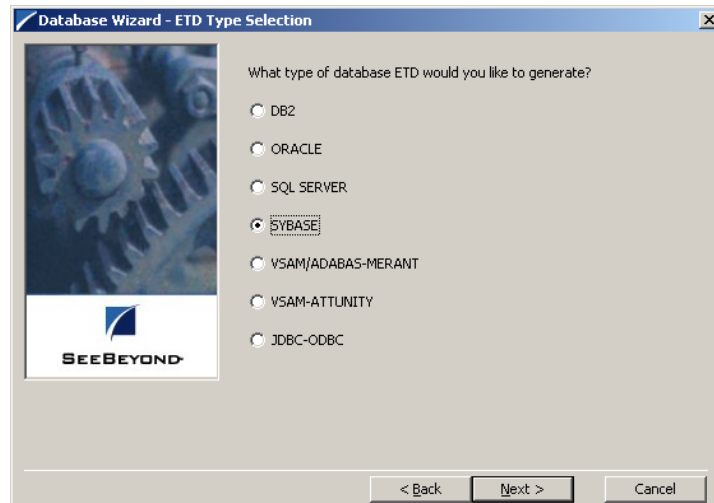 Database Wizard - ETD Type Selection
What type of database ETD would you like to generate?
DB2
ORACLE
SQL SERVER
SYBASE
VSAM/ADABAS-MERANT
VSAM-ATTUNITY
JDBC-ODBC
SEEBEYOND
< Back
Next >
Cancel